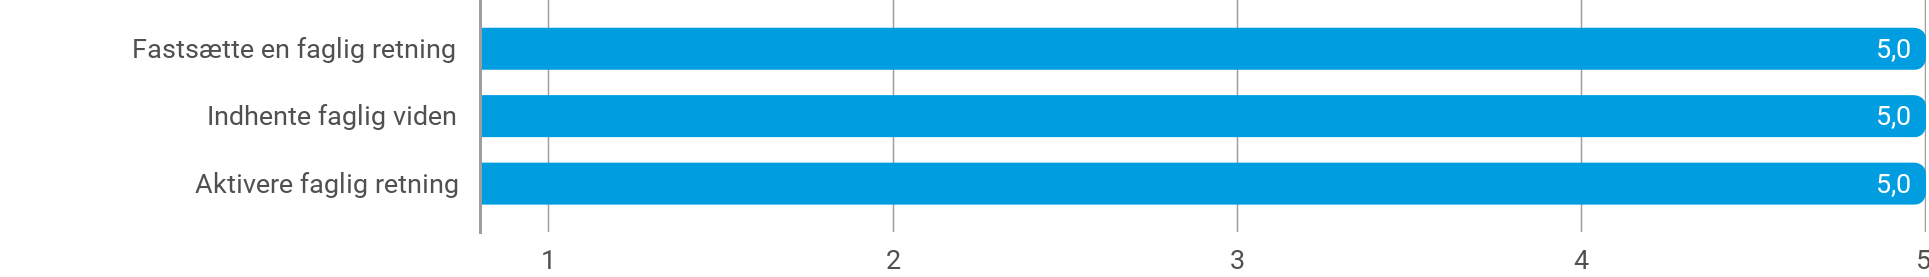 Fastsætte en faglig retning 5,0
Indhente faglig viden 5,0
Aktivere faglig retning 5,0
1 2 3 4 5